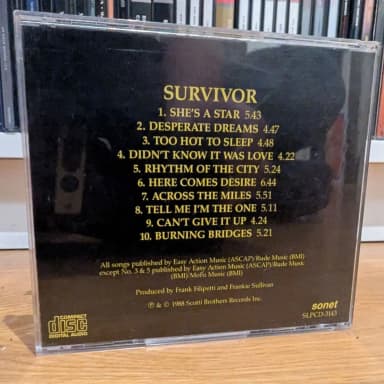 SURVIVOR
1. SHE'S A STAR 5.43
2. DESPERATE DREAMS 4.47
3. TOO HOT TO SLEEP 4.48
4. DIDN'T KNOW IT WAS LOVE 4.22
5. RHYTHM OF THE CITY 5.24
6. HERE COMES DESIRE 6.44
7. ACROSS THE MILES 5.51
8. TELL ME I'M THE ONE 5.11
9. CAN'T GIVE IT UP 4.24
10. BURNING BRIDGES 5.21
All songs published by Easy Action Music (ASCAP)/Rude Music (BMI)
except No. 3 & 5 published by Easy Action Music (ASCAP)/Rude Music
(BMI)/Mofu Music (BMI)
Produced by Frank Filipetti and Frankie Sullivan
℗ & © 1988 Scotti Brothers Records Inc.
COMPACT
disc
DIGITAL AUDIO
sonet
SLPCD-3143